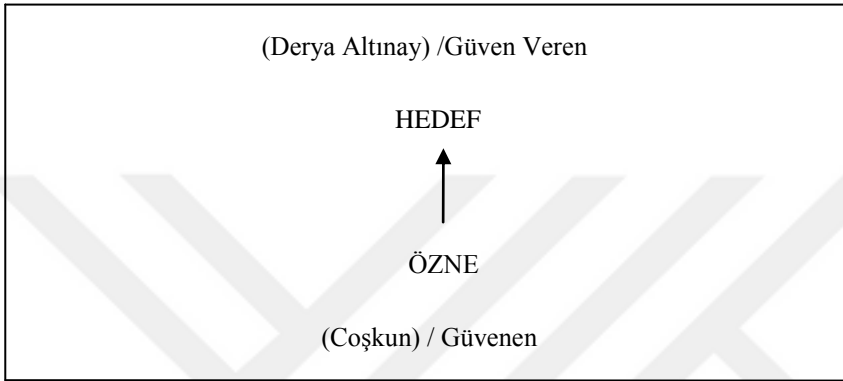 (Derya Altınay) /Güven Veren
HEDEF
ÖZNE
(Coşkun) / Güvenen